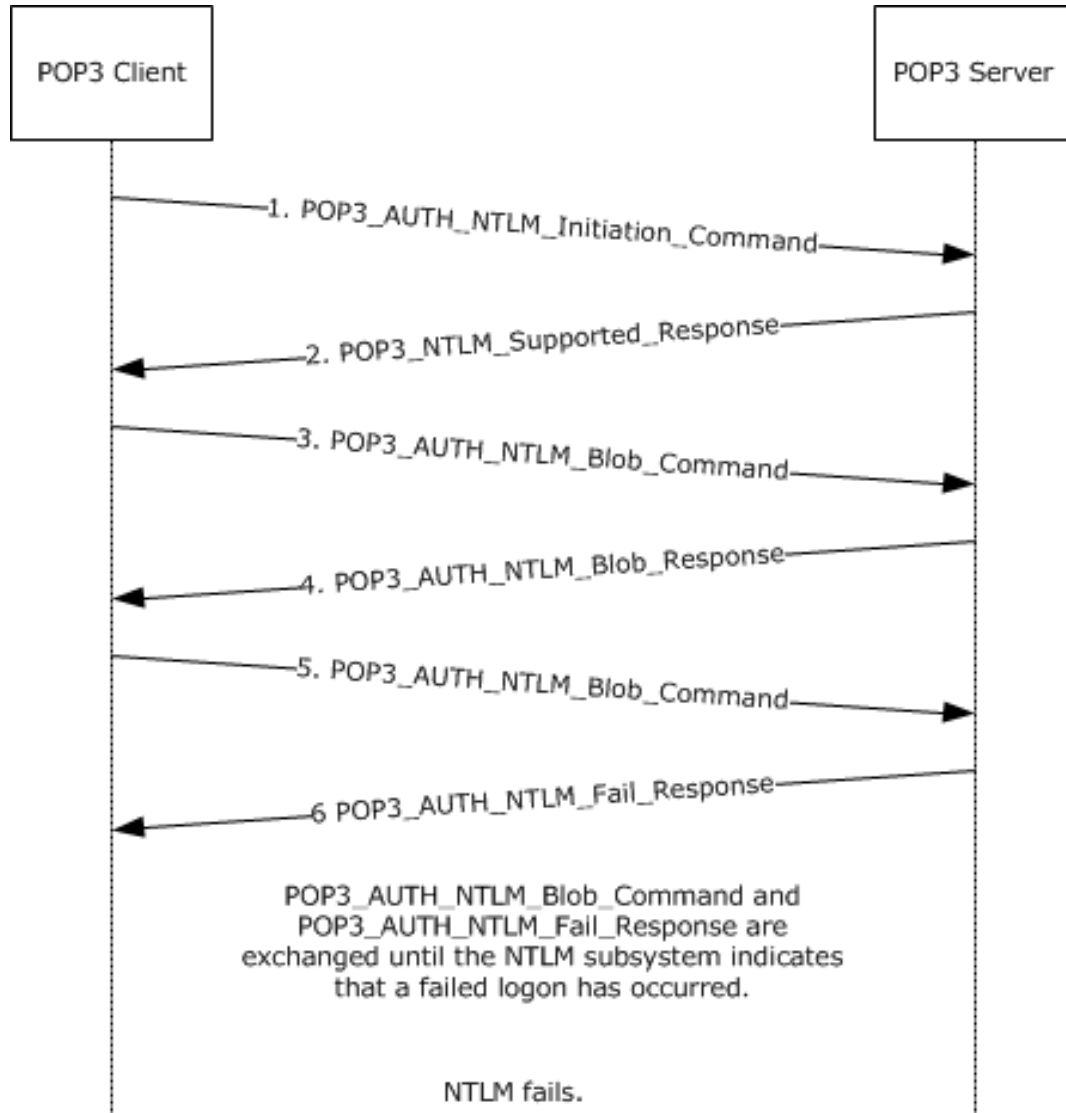 POP3 Client
POP3 Server
1. POP3_AUTH_NTLM_Initiation_Command
2. POP3_NTLM_Supported_Response
3. POP3_AUTH_NTLM_Blob_Command
4. POP3_AUTH_NTLM_Blob_Response
5. POP3_AUTH_NTLM_Blob_Command
6 POP3_AUTH_NTLM_Fail_Response
POP3_AUTH_NTLM_Blob_Command and
POP3_AUTH_NTLM_Fail_Response are
exchanged until the NTLM subsystem indicates
that a failed logon has occurred.
NTLM fails.